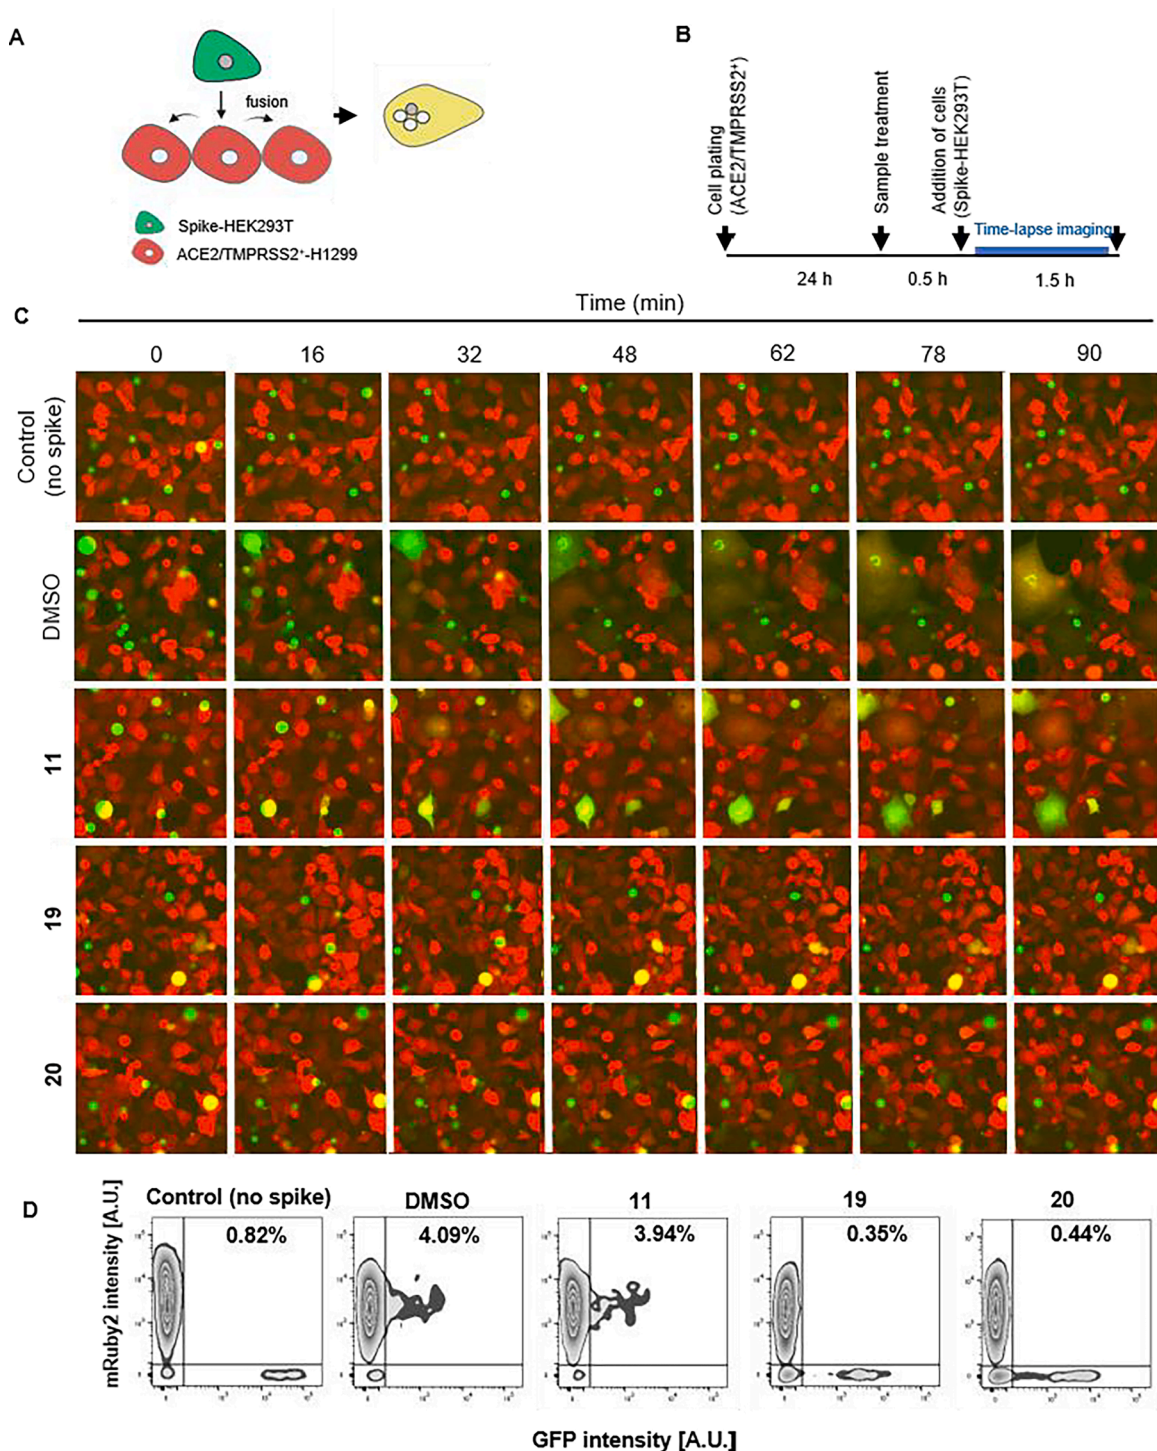 A
fusion
Spike-HEK293T
ACE2/TMPRSS2⁺-H1299
B
Cell plating
(ACE2/TMPRSS2⁺)
Sample treatment
Addition of cells
(Spike-HEK293T)
Time-lapse imaging
24 h
0.5 h
1.5 h
C
Time (min)
0 16 32 48 62 78 90
Control
(no spike)
DMSO
11
19
20
D
Control (no spike) DMSO 11 19 20
0.82% 4.09% 3.94% 0.35% 0.44%
mRuby2 intensity [A.U.]
GFP intensity [A.U.]